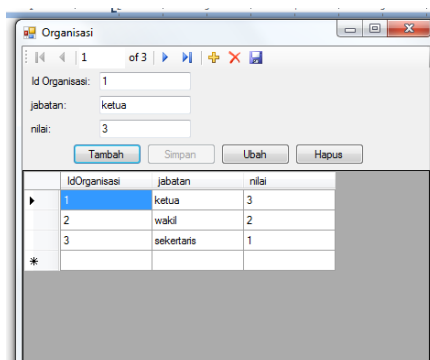 Organisasi
1 of 3
Id Organisasi: 1
jabatan: ketua
nilai: 3
Tambah Simpan Ubah Hapus
IdOrganisasi jabatan nilai
1 ketua 3
2 wakil 2
3 sekertaris 1